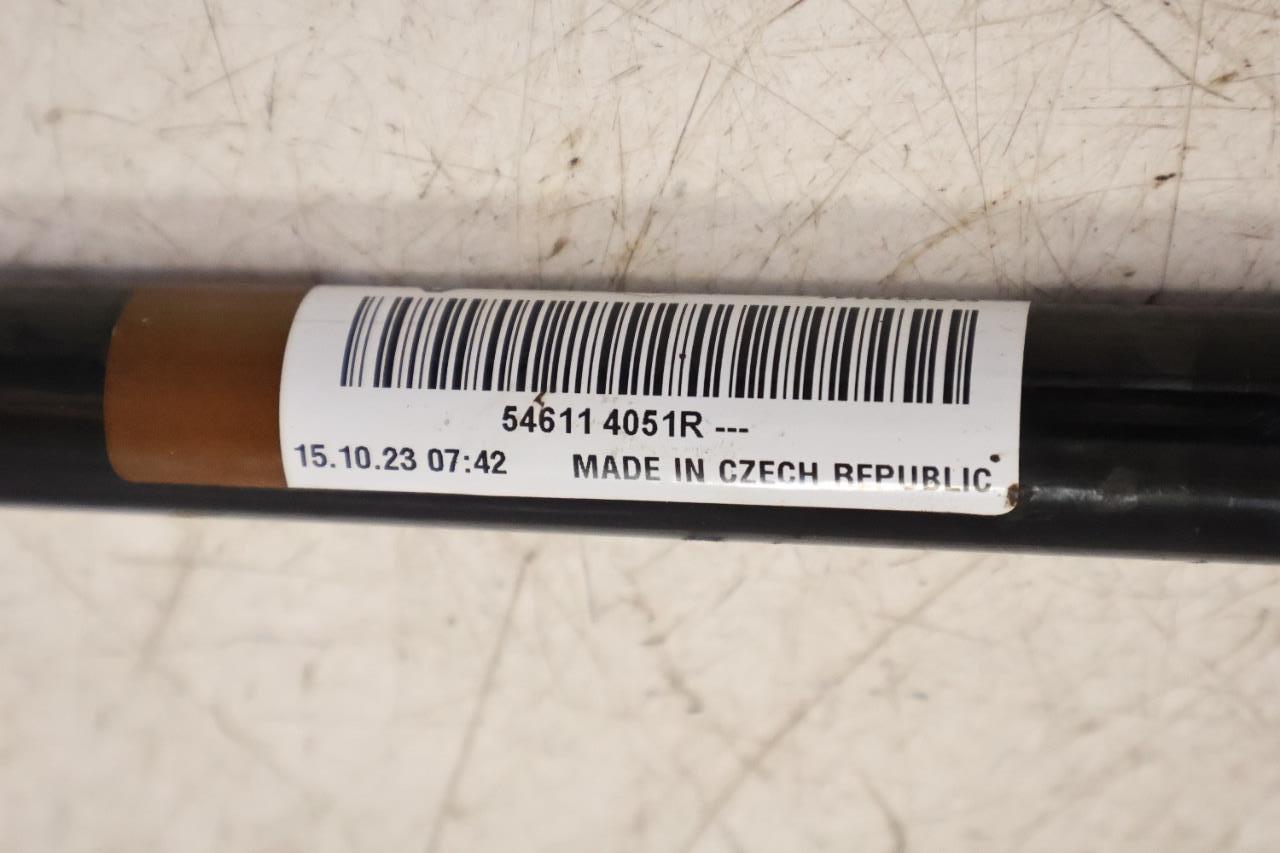 54611 4051R ---
15.10.23 07:42 MADE IN CZECH REPUBLIC